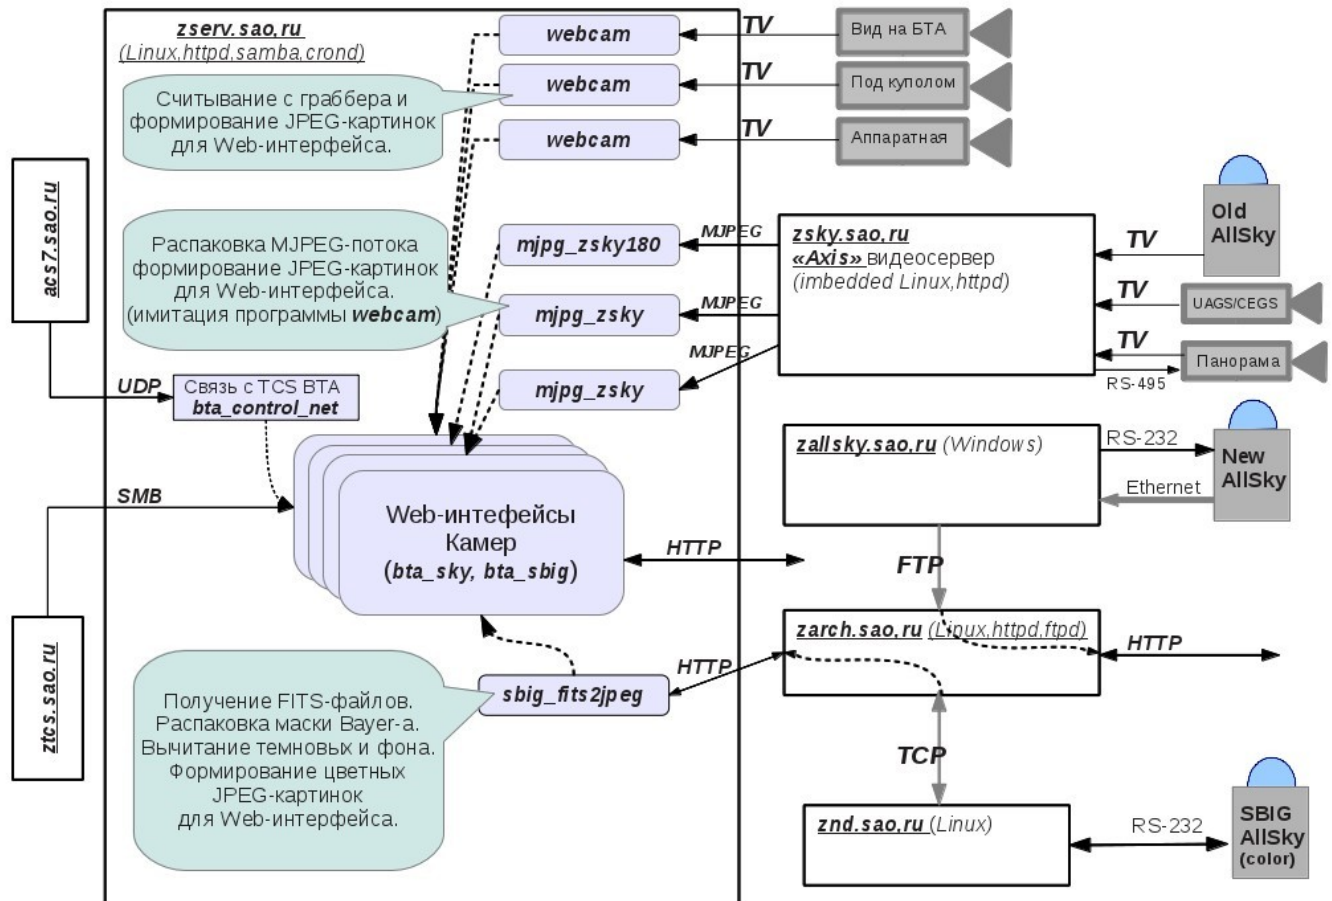 zserv.sao,ru
(Linux,httpd,samba,crond)
Считывание с граббера и
формирование JPEG-картинок
для Web-интерфейса.
webcam
TV
Вид на БТА
webcam
TV
Под куполом
webcam
TV
Аппаратная
acs7.sao.ru
Распаковка MJPEG-потока
формирование JPEG-картинок
для Web-интерфейса.
(имитация программы webcam)
mjpg_zsky180
MJPEG
mjpg_zsky
MJPEG
mjpg_zsky
MJPEG
zsky.sao,ru
«Axis» видеосервер
(imbedded Linux,httpd)
TV
Old
AllSky
TV
UAGS/CEGS
TV
Панорама
RS-495
UDP
Связь с TCS BTA
bta_control_net
zallsky.sao,ru (Windows)
RS-232
Ethernet
New
AllSky
SMB
Web-интефейсы
Камер
(bta_sky, bta_sbig)
HTTP
FTP
ztcs.sao.ru
zarch.sao,ru (Linux,httpd,ftpd)
HTTP
HTTP
sbig_fits2jpeg
Получение FITS-файлов.
Распаковка маски Bayer-а.
Вычитание темновых и фона.
Формирование цветных
JPEG-картинок
для Web-интерфейса.
TCP
znd.sao,ru (Linux)
RS-232
SBIG
AllSky
(color)